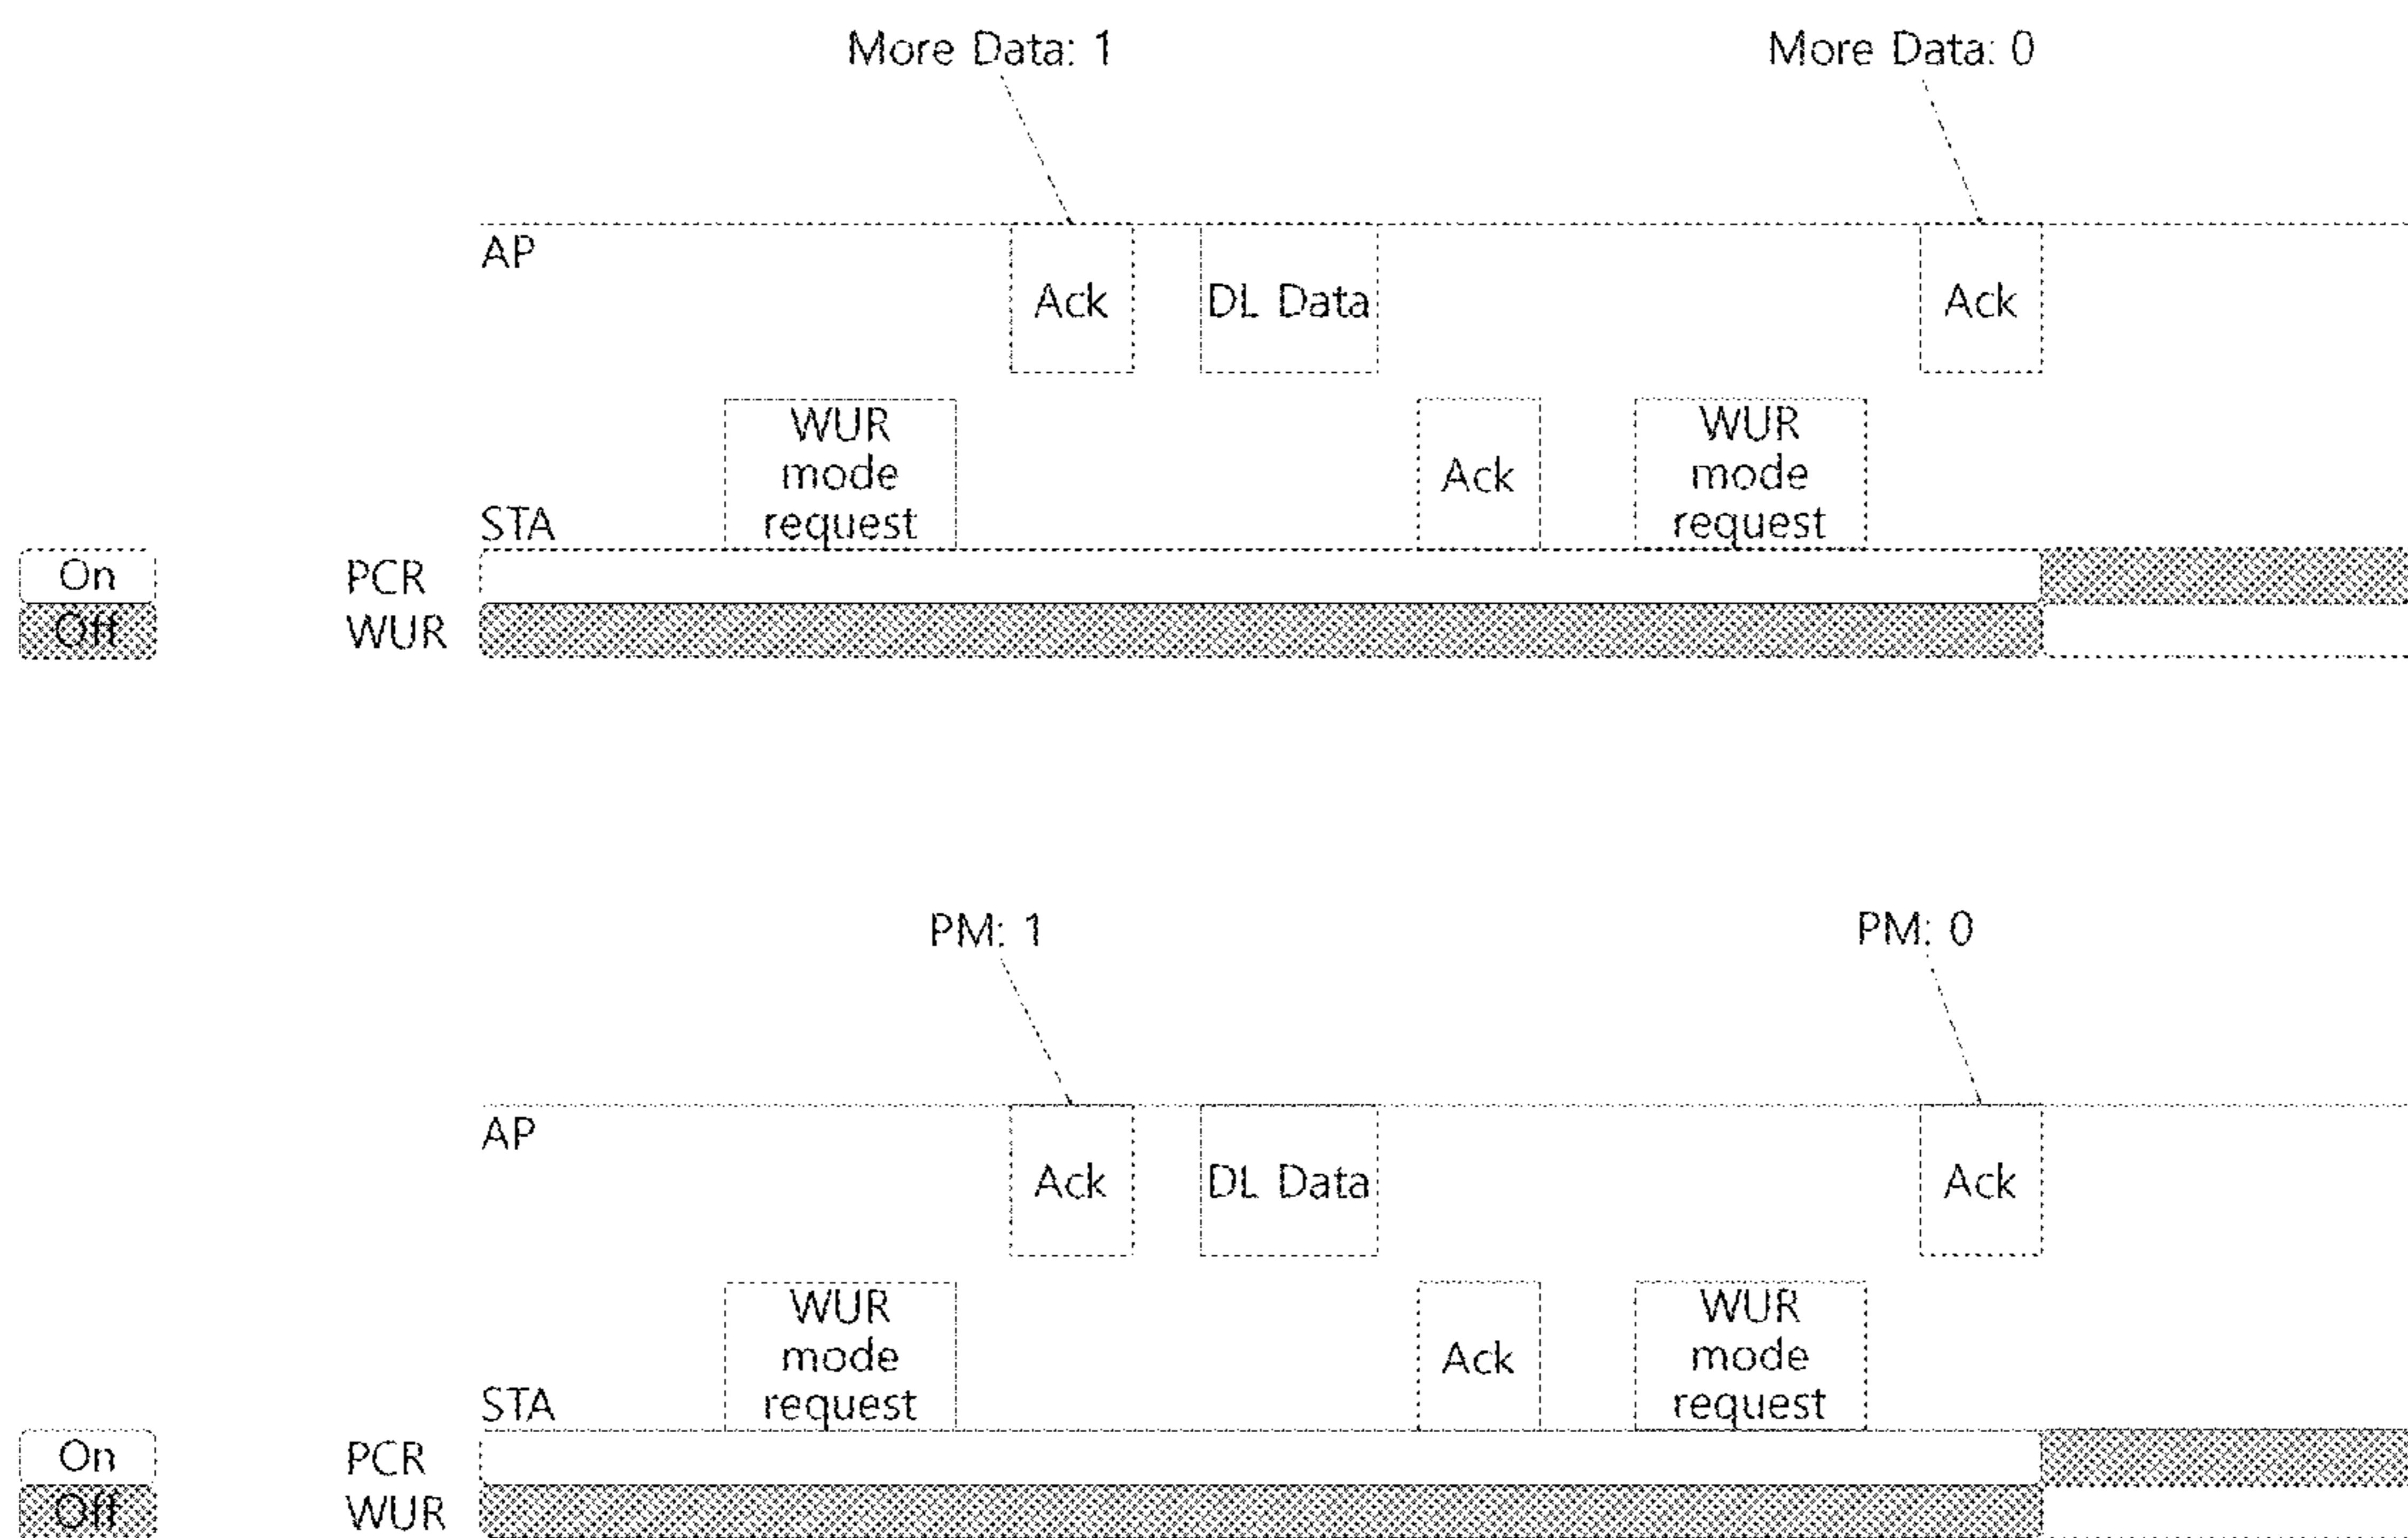 More Data: 1
More Data: 0
AP
Ack
DL Data
Ack
WUR
mode
request
Ack
WUR
mode
request
STA
On
PCR
Off
WUR
PM: 1
PM: 0
AP
Ack
DL Data
Ack
WUR
mode
request
Ack
WUR
mode
request
STA
On
PCR
Off
WUR